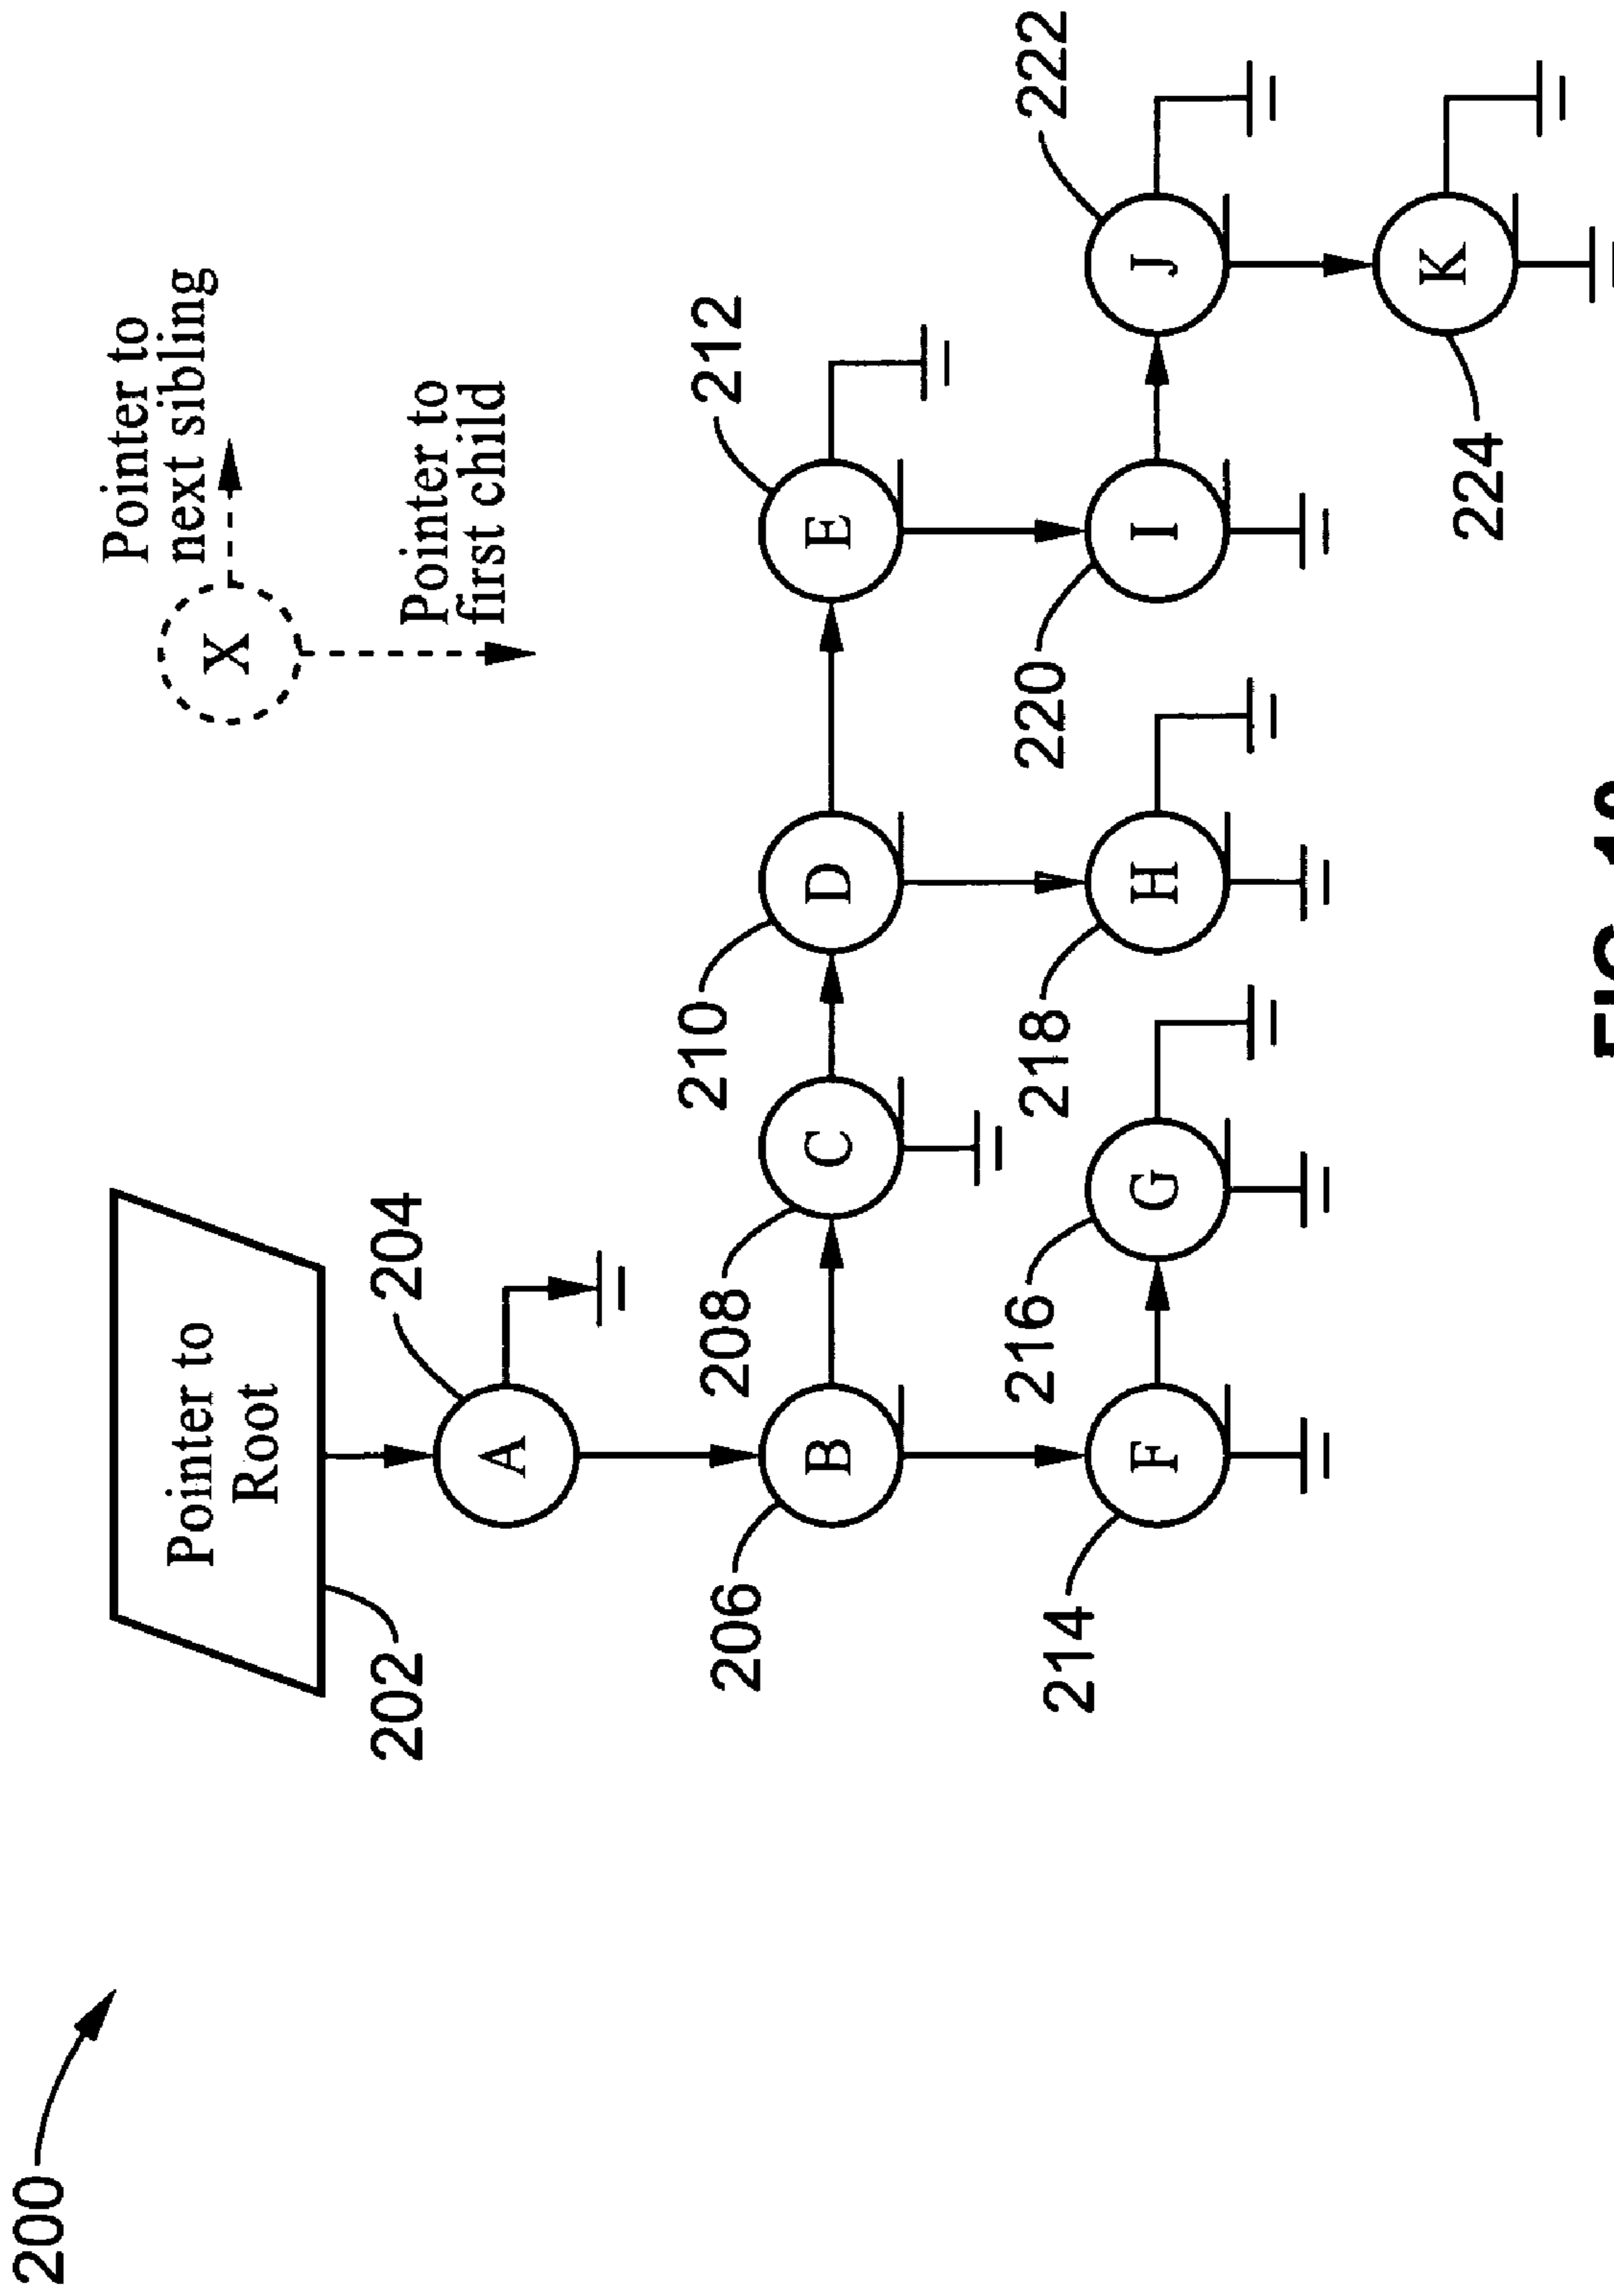 200
Pointer to
Root
202
Pointer to
next sibling
X
Pointer to
first child
204
A
206
B
208
C
210
D
212
E
214
F
216
G
218
H
220
I
222
J
224
K